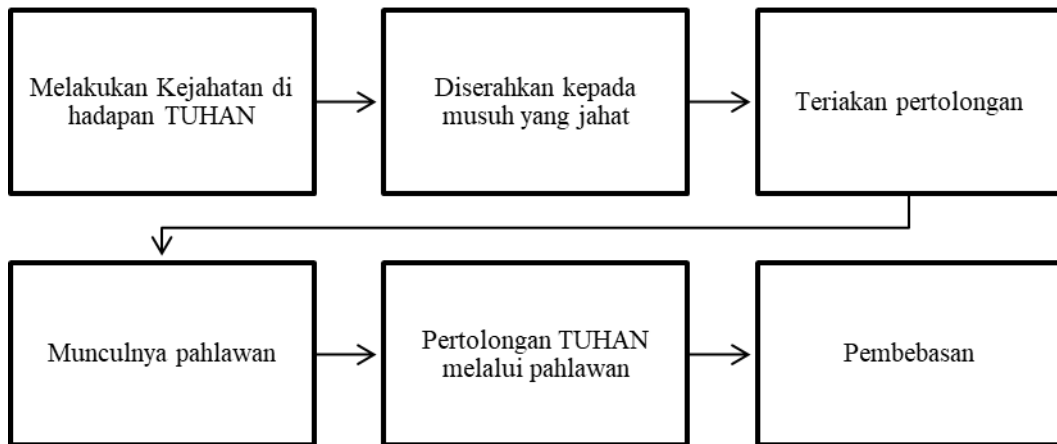 Melakukan Kejahatan di
hadapan TUHAN
Diserahkan kepada
musuh yang jahat
Teriakan pertolongan
Munculnya pahlawan
Pertolongan TUHAN
melalui pahlawan
Pembebasan